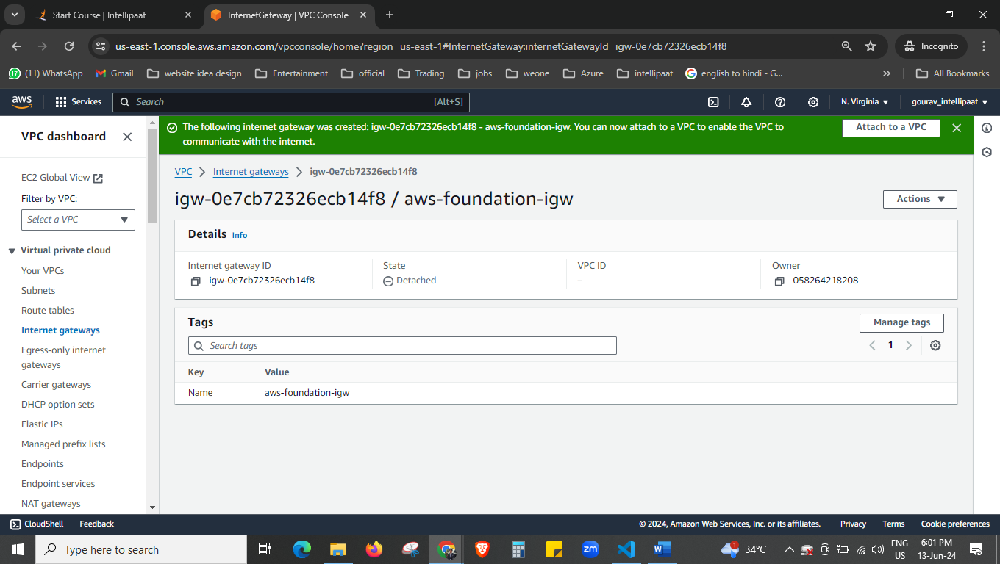 Start Course | Intellipaat
InternetGateway | VPC Console
us-east-1.console.aws.amazon.com/vpcconsole/home?region=us-east-1#InternetGateway:internetGatewayId=igw-0e7cb72326ecb14f8
Incognito
17 (11) WhatsApp Gmail website idea design Entertainment official Trading jobs weone Azure intellipaat english to hindi - G... All Bookmarks
aws Services Search [Alt+S] N. Virginia gourav_intellipaat
VPC dashboard
EC2 Global View
Filter by VPC:
Select a VPC
Virtual private cloud
Your VPCs
Subnets
Route tables
Internet gateways
Egress-only internet
gateways
Carrier gateways
DHCP option sets
Elastic IPs
Managed prefix lists
Endpoints
Endpoint services
NAT gateways
The following internet gateway was created: igw-0e7cb72326ecb14f8 - aws-foundation-igw. You can now attach to a VPC to enable the VPC to
communicate with the internet.
Attach to a VPC
VPC Internet gateways igw-0e7cb72326ecb14f8
igw-0e7cb72326ecb14f8 / aws-foundation-igw
Actions
Details Info
Internet gateway ID
igw-0e7cb72326ecb14f8
State
Detached
VPC ID
–
Owner
058264218208
Tags
Manage tags
Search tags
1
Key Value
Name aws-foundation-igw
CloudShell Feedback © 2024, Amazon Web Services, Inc. or its affiliates. Privacy Terms Cookie preferences
Type here to search
zm
1
34°C
ENG
US
6:01 PM
13-Jun-24